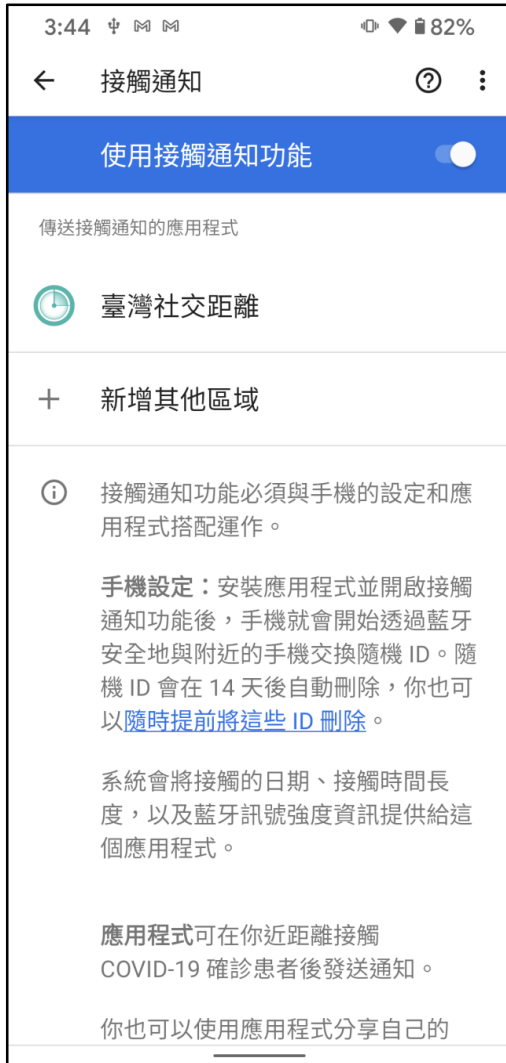 3:44 82%
接觸通知
使用接觸通知功能
傳送接觸通知的應用程式
臺灣社交距離
新增其他區域
接觸通知功能必須與手機的設定和應
用程式搭配運作。
手機設定：安裝應用程式並開啟接觸
通知功能後，手機就會開始透過藍牙
安全地與附近的手機交換隨機 ID。隨
機 ID 會在 14 天後自動刪除，你也可
以隨時提前將這些 ID 刪除。
系統會將接觸的日期、接觸時間長
度，以及藍牙訊號強度資訊提供給這
個應用程式。
應用程式可在你近距離接觸
COVID-19 確診患者後發送通知。
你也可以使用應用程式分享自己的